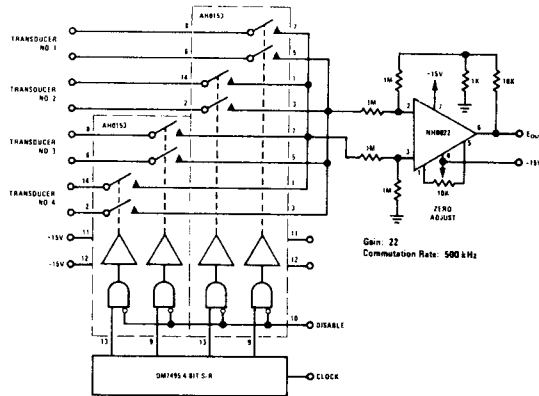 AH0153
TRANSDUCER
NO. 1
8
7
6
5
TRANSDUCER
NO. 2
14
1
2
3
TRANSDUCER
NO. 3
AH0153
8
7
6
5
TRANSDUCER
NO. 4
14
1
2
3
-15V
11
11
-15V
12
12
10
DISABLE
13
9
13
9
DM7495 4 BIT S/R
CLOCK
1M
-15V
1K
10K
1M
2
7
NH0022
6
EOUT
1M
3
5
-15V
1M
10K
ZERO
ADJUST
Gain: 22
Commutation Rate: 500 kHz